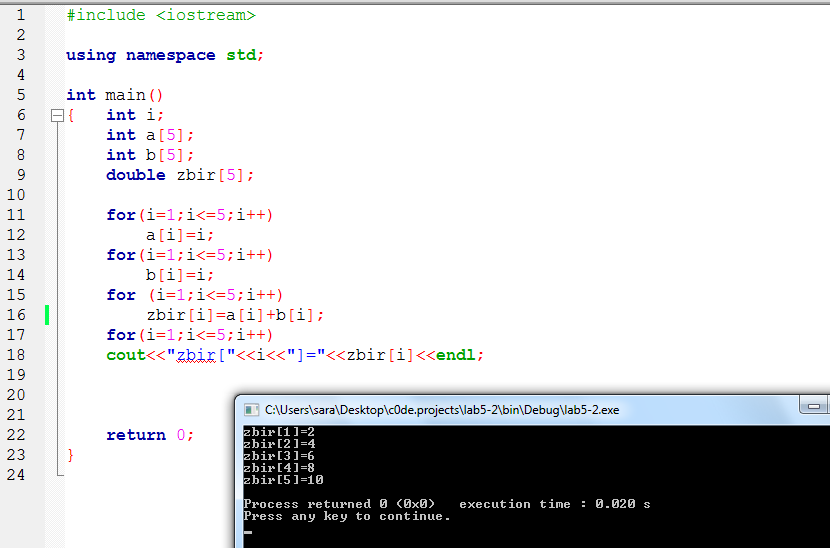 1 #include <iostream>
2
3 using namespace std;
4
5 int main()
6 { int i;
7 int a[5];
8 int b[5];
9 double zbir[5];
10
11 for(i=1;i<=5;i++)
12 a[i]=i;
13 for(i=1;i<=5;i++)
14 b[i]=i;
15 for (i=1;i<=5;i++)
16 zbir[i]=a[i]+b[i];
17 for(i=1;i<=5;i++)
18 cout<<"zbir["<<i<<"]="<<zbir[i]<<endl;
19
20
21
22 return 0;
23 }
24
C:\Users\sara\Desktop\c0de.projects\lab5-2\bin\Debug\lab5-2.exe
zbir[1]=2
zbir[2]=4
zbir[3]=6
zbir[4]=8
zbir[5]=10
Process returned 0 (0x0)   execution time : 0.020 s
Press any key to continue.